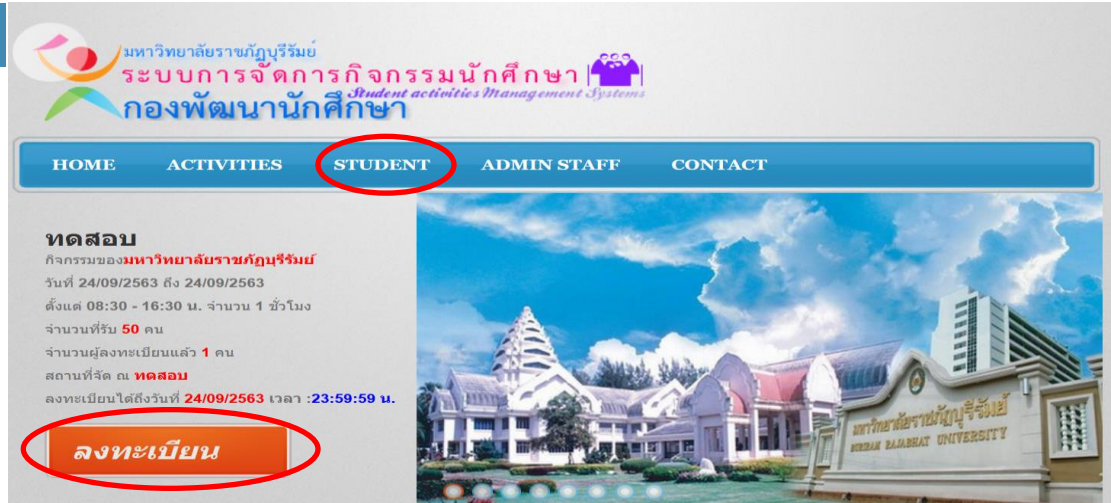 มหาวิทยาลัยราชภัฏบุรีรัมย์
ระบบการจัดการกิจกรรมนักศึกษา
Student activities Management Systems
กองพัฒนานักศึกษา
HOME ACTIVITIES STUDENT ADMIN STAFF CONTACT
ทดสอบ
กิจกรรมของมหาวิทยาลัยราชภัฏบุรีรัมย์
วันที่ 24/09/2563 ถึง 24/09/2563
ตั้งแต่ 08:30 - 16:30 น. จำนวน 1 ชั่วโมง
จำนวนที่รับ 50 คน
จำนวนผู้ลงทะเบียนแล้ว 1 คน
สถานที่จัด ณ ทดสอบ
ลงทะเบียนได้ถึงวันที่ 24/09/2563 เวลา :23:59:59 น.
ลงทะเบียน
มหาวิทยาลัยราชภัฏบุรีรัมย์
BURIRAM RAJABHAT UNIVERSITY